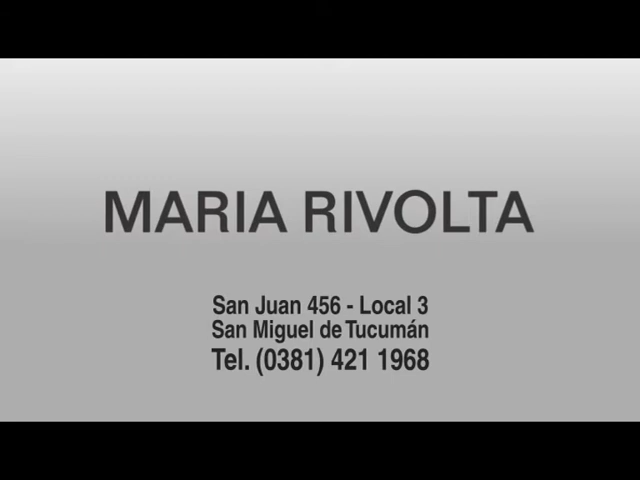 MARIA RIVOLTA
San Juan 456 - Local 3
San Miguel de Tucumán
Tel. (0381) 421 1968